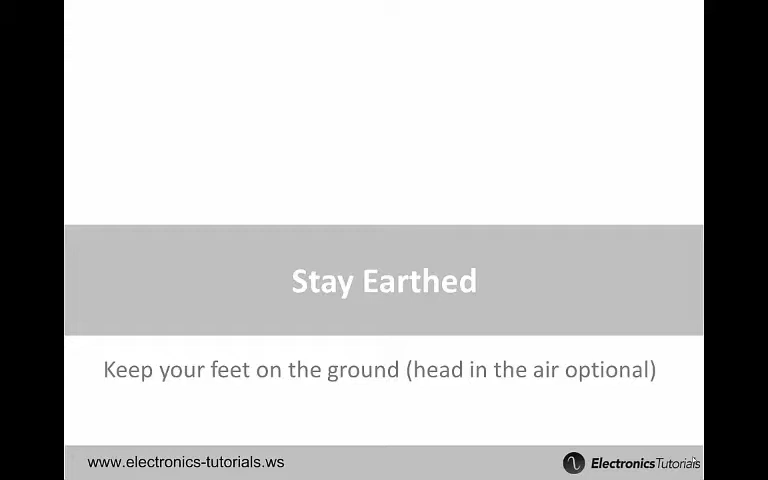 Stay Earthed
Keep your feet on the ground (head in the air optional)
www.electronics-tutorials.ws
ElectronicsTutorials